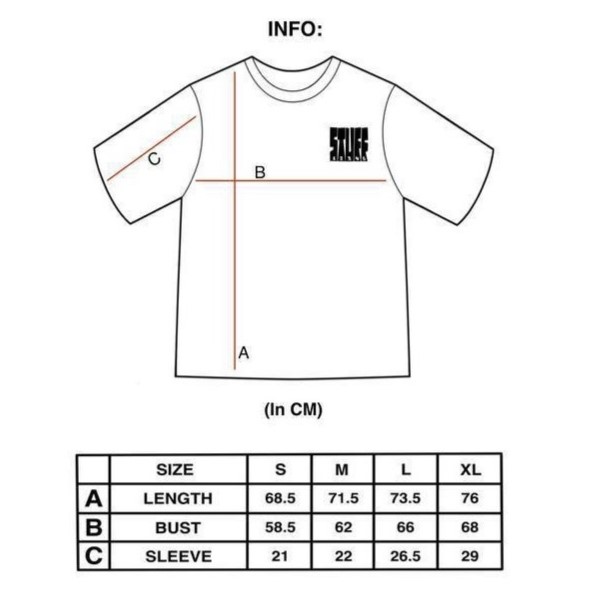 INFO:
STUFF
C
B
A
(In CM)
SIZE S M L XL
A LENGTH 68.5 71.5 73.5 76
B BUST 58.5 62 66 68
C SLEEVE 21 22 26.5 29